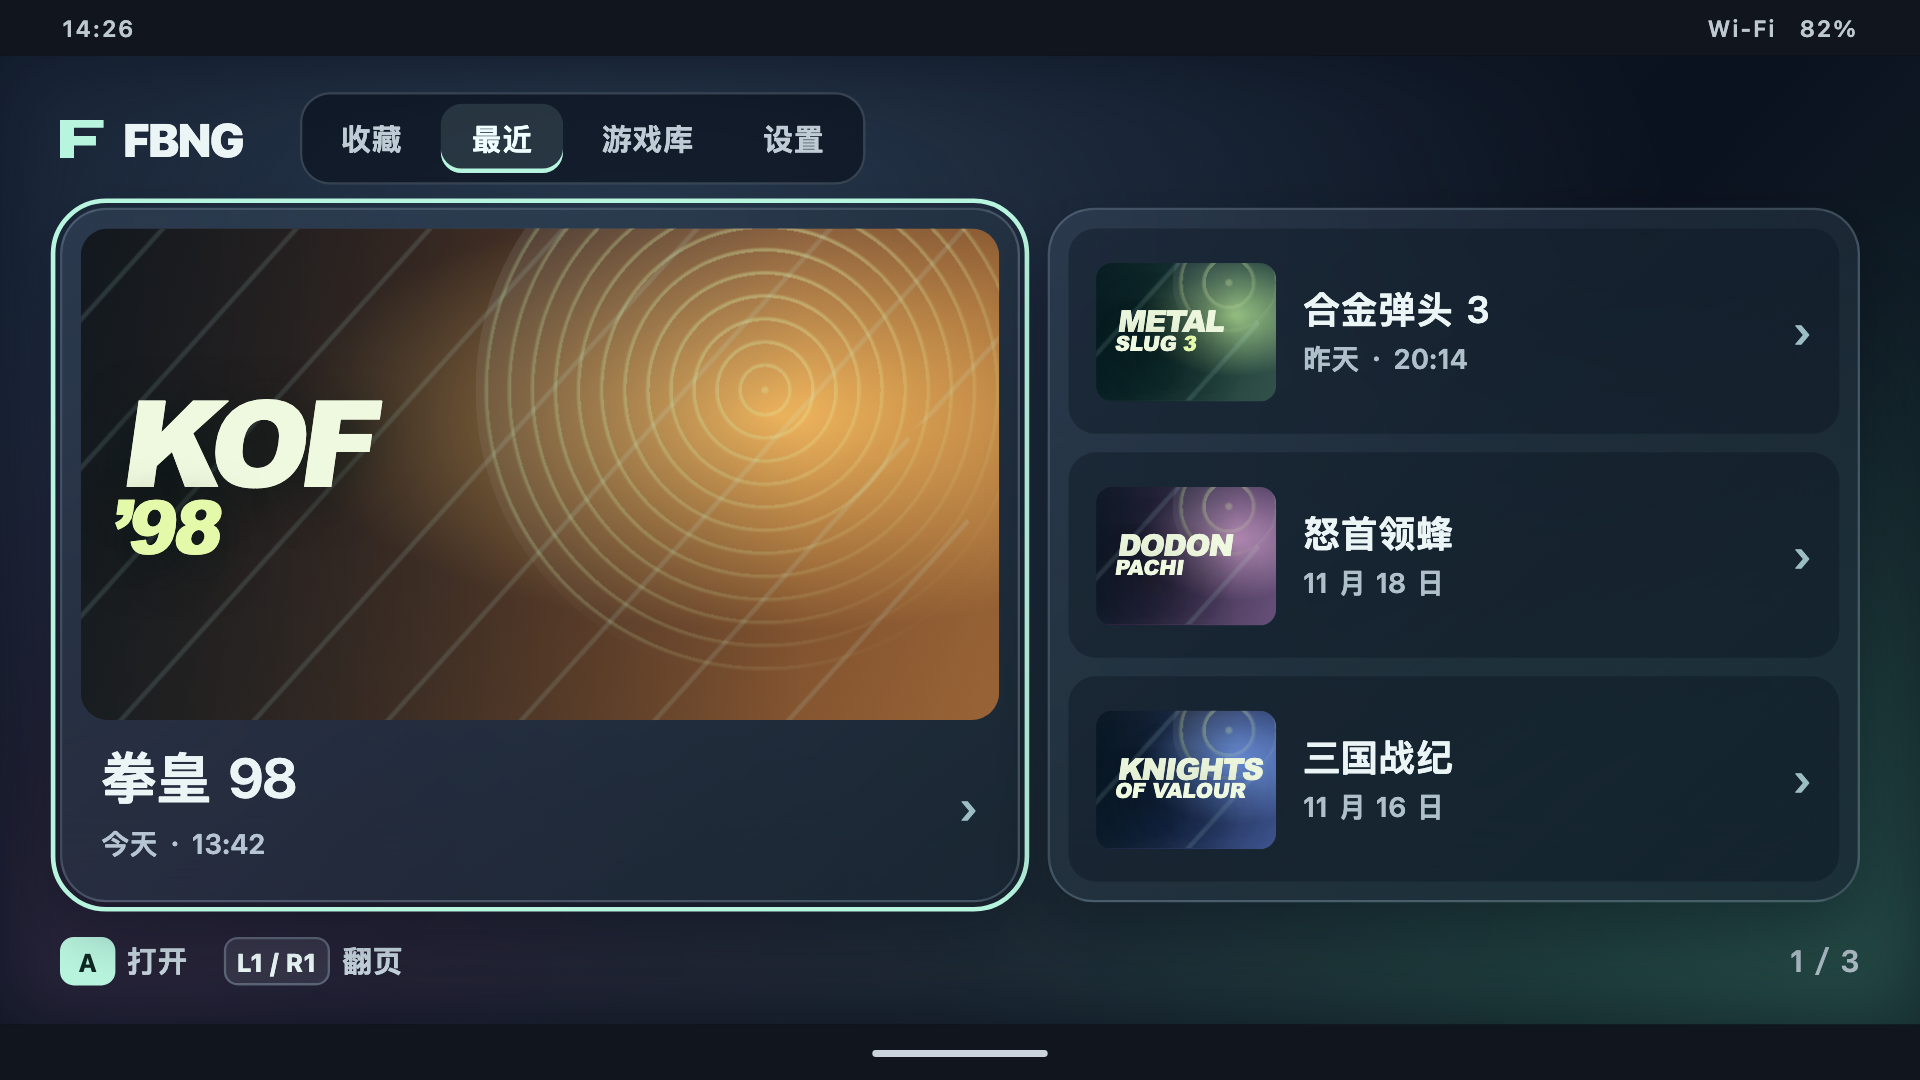 14:26
Wi-Fi 82%
FBNG
收藏 最近 游戏库 设置
KOF
’98
拳皇 98
今天 · 13:42
METAL
SLUG 3
合金弹头 3
昨天 · 20:14
DODON
PACHI
怒首领蜂
11 月 18 日
KNIGHTS
OF VALOUR
三国战纪
11 月 16 日
A 打开 L1 / R1 翻页
1 / 3